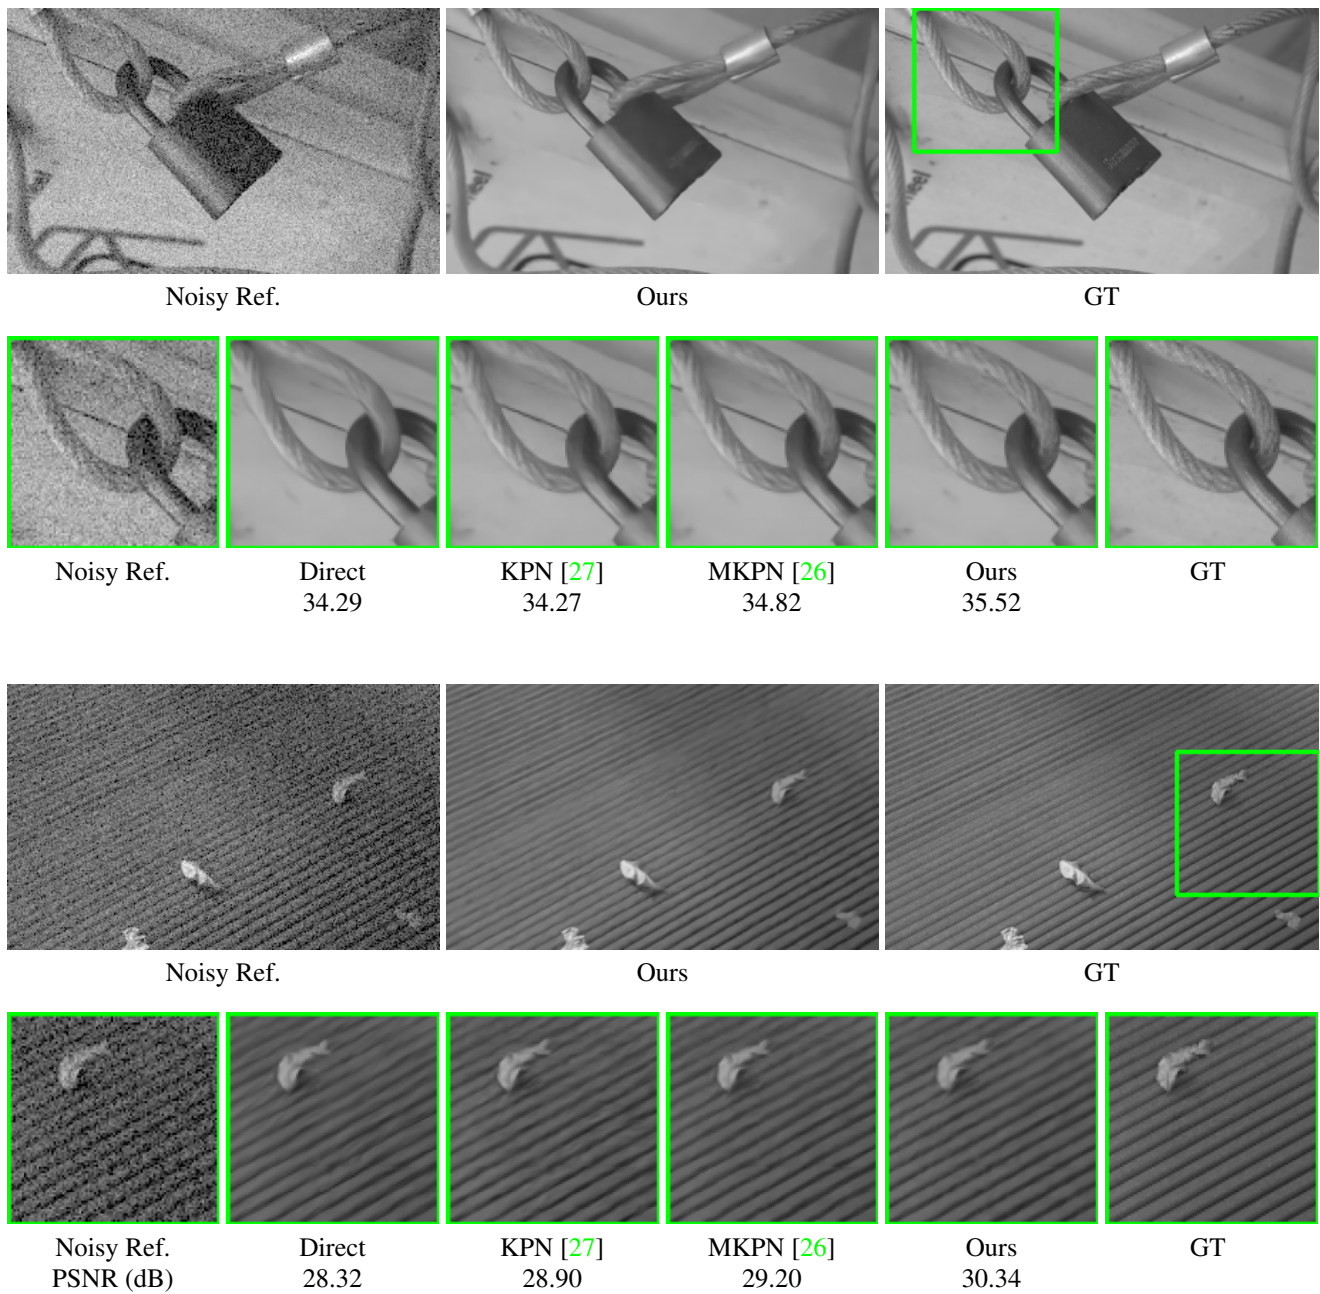 Noisy Ref. Ours GT
Noisy Ref. Direct KPN [27] MKPN [26] Ours GT
34.29 34.27 34.82 35.52
Noisy Ref. Ours GT
Noisy Ref. Direct KPN [27] MKPN [26] Ours GT
PSNR (dB) 28.32 28.90 29.20 30.34